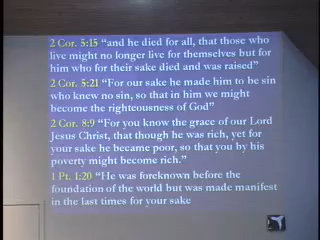 2 Cor. 5:15 “and he died for all, that those who
live might no longer live for themselves but for
him who for their sake died and was raised”
2 Cor. 5:21 “For our sake he made him to be sin
who knew no sin, so that in him we might
become the righteousness of God”
2 Cor. 8:9 “For you know the grace of our Lord
Jesus Christ, that though he was rich, yet for
your sake he became poor, so that you by his
poverty might become rich.”
1 Pt. 1:20 “He was foreknown before the
foundation of the world but was made manifest
in the last times for your sake